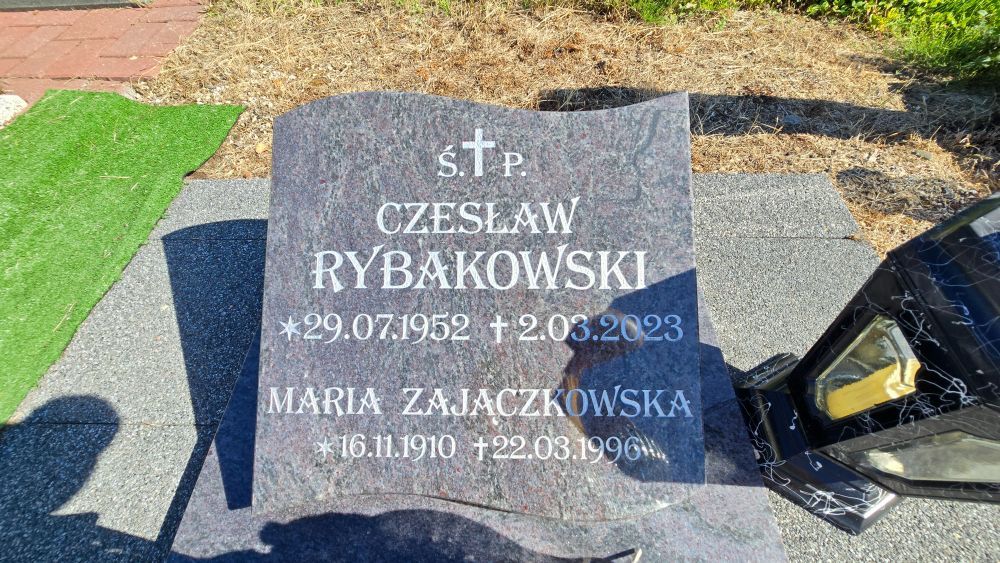 Ś. P.
CZESŁAW
RYBAKOWSKI
29.07.1952 2.03.2023
MARIA ZAJĄCZKOWSKA
16.11.1910 22.03.1996